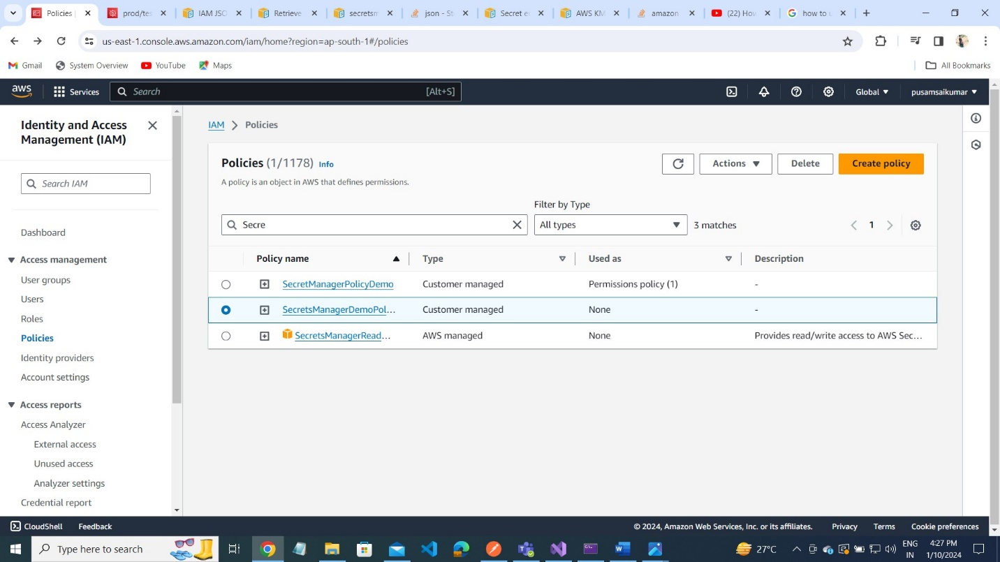 Policies |
prod/tes
IAM JSO
Retrieve
secretsm
json - St
Secret e
AWS KM
amazon
(22) How
how to u
us-east-1.console.aws.amazon.com/iam/home?region=ap-south-1#/policies
Gmail
System Overview
YouTube
Maps
All Bookmarks
aws
Services
Search
[Alt+S]
Global
pusamsaikumar
Identity and Access
Management (IAM)
Search IAM
Dashboard
Access management
User groups
Users
Roles
Policies
Identity providers
Account settings
Access reports
Access Analyzer
External access
Unused access
Analyzer settings
Credential report
IAM > Policies
Policies (1/1178) Info
A policy is an object in AWS that defines permissions.
Actions
Delete
Create policy
Filter by Type
Secre
All types
3 matches
1
Policy name Type Used as Description
SecretManagerPolicyDemo Customer managed Permissions policy (1) -
SecretsManagerDemoPol... Customer managed None -
SecretsManagerRead... AWS managed None Provides read/write access to AWS Sec...
CloudShell Feedback © 2024, Amazon Web Services, Inc. or its affiliates. Privacy Terms Cookie preferences
Type here to search
27°C
ENG
IN
4:27 PM
1/10/2024